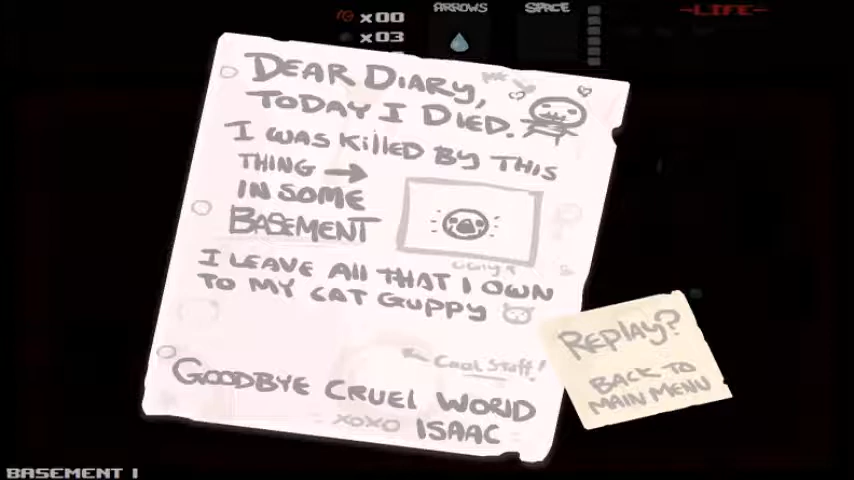 x00
x03
ARROWS
SPACE
-LIFE-
DEAR DIARY,
TODAY I DIED.
I WAS KILLED BY THIS
THING →
IN SOME
BASEMENT
I LEAVE ALL THAT I OWN
TO MY CAT GUPPY
← COOL STUFF!
GOODBYE CRUEL WORLD
XOXO ISAAC
REPLAY?
BACK TO
MAIN MENU
BASEMENT I